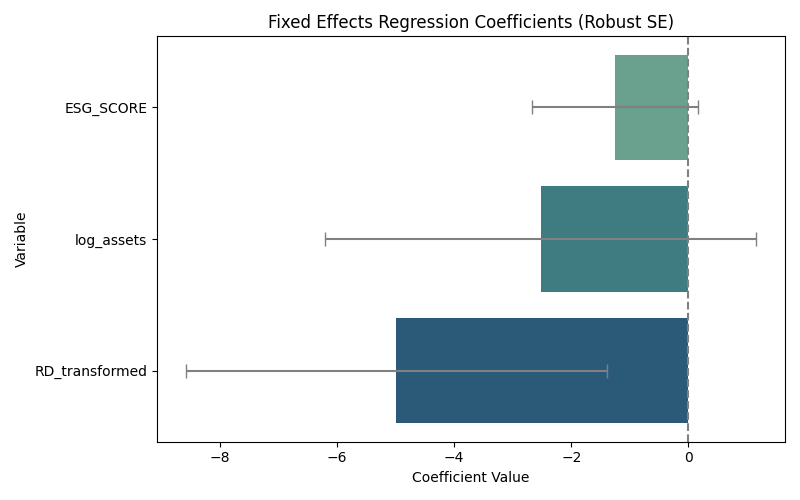 Fixed Effects Regression Coefficients (Robust SE)
Variable
ESG_SCORE
log_assets
RD_transformed
−8 −6 −4 −2 0
Coefficient Value